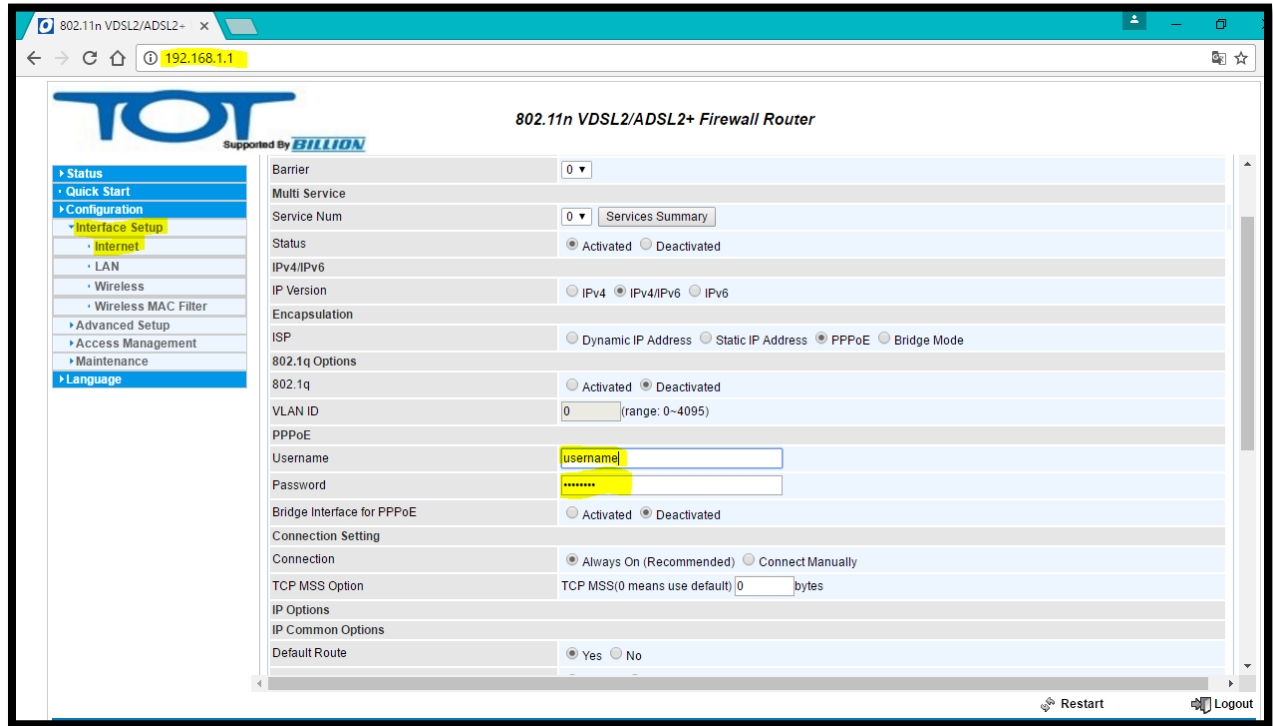 802.11n VDSL2/ADSL2+
192.168.1.1
TOT
Supported By BILLION
802.11n VDSL2/ADSL2+ Firewall Router
Status
Quick Start
Configuration
Interface Setup
Internet
LAN
Wireless
Wireless MAC Filter
Advanced Setup
Access Management
Maintenance
Language
Barrier 0
Multi Service
Service Num 0 Services Summary
Status Activated Deactivated
IPv4/IPv6
IP Version IPv4 IPv4/IPv6 IPv6
Encapsulation
ISP Dynamic IP Address Static IP Address PPPoE Bridge Mode
802.1q Options
802.1q Activated Deactivated
VLAN ID 0 (range: 0~4095)
PPPoE
Username username
Password ••••••••
Bridge Interface for PPPoE Activated Deactivated
Connection Setting
Connection Always On (Recommended) Connect Manually
TCP MSS Option TCP MSS(0 means use default) 0 bytes
IP Options
IP Common Options
Default Route Yes No
Restart Logout